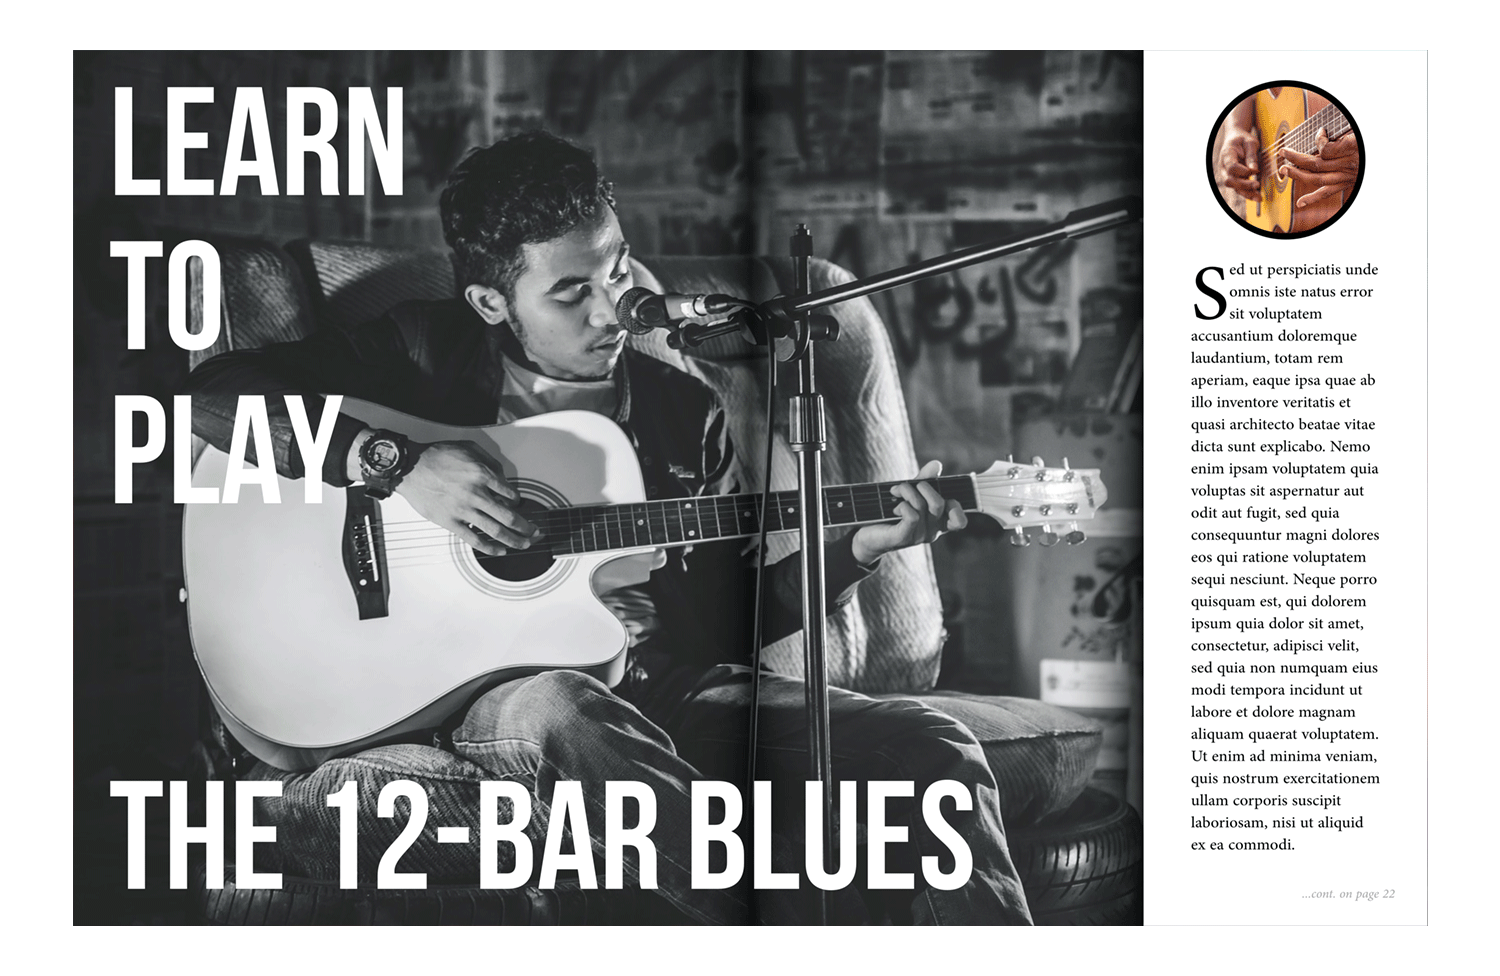 LEARN
TO
PLAY
THE 12-BAR BLUES
Sed ut perspiciatis unde
omnis iste natus error
sit voluptatem
accusantium doloremque
laudantium, totam rem
aperiam, eaque ipsa quae ab
illo inventore veritatis et
quasi architecto beatae vitae
dicta sunt explicabo. Nemo
enim ipsam voluptatem quia
voluptas sit aspernatur aut
odit aut fugit, sed quia
consequuntur magni dolores
eos qui ratione voluptatem
sequi nesciunt. Neque porro
quisquam est, qui dolorem
ipsum quia dolor sit amet,
consectetur, adipisci velit,
sed quia non numquam eius
modi tempora incidunt ut
labore et dolore magnam
aliquam quaerat voluptatem.
Ut enim ad minima veniam,
quis nostrum exercitationem
ullam corporis suscipit
laboriosam, nisi ut aliquid
ex ea commodi.
...cont. on page 22